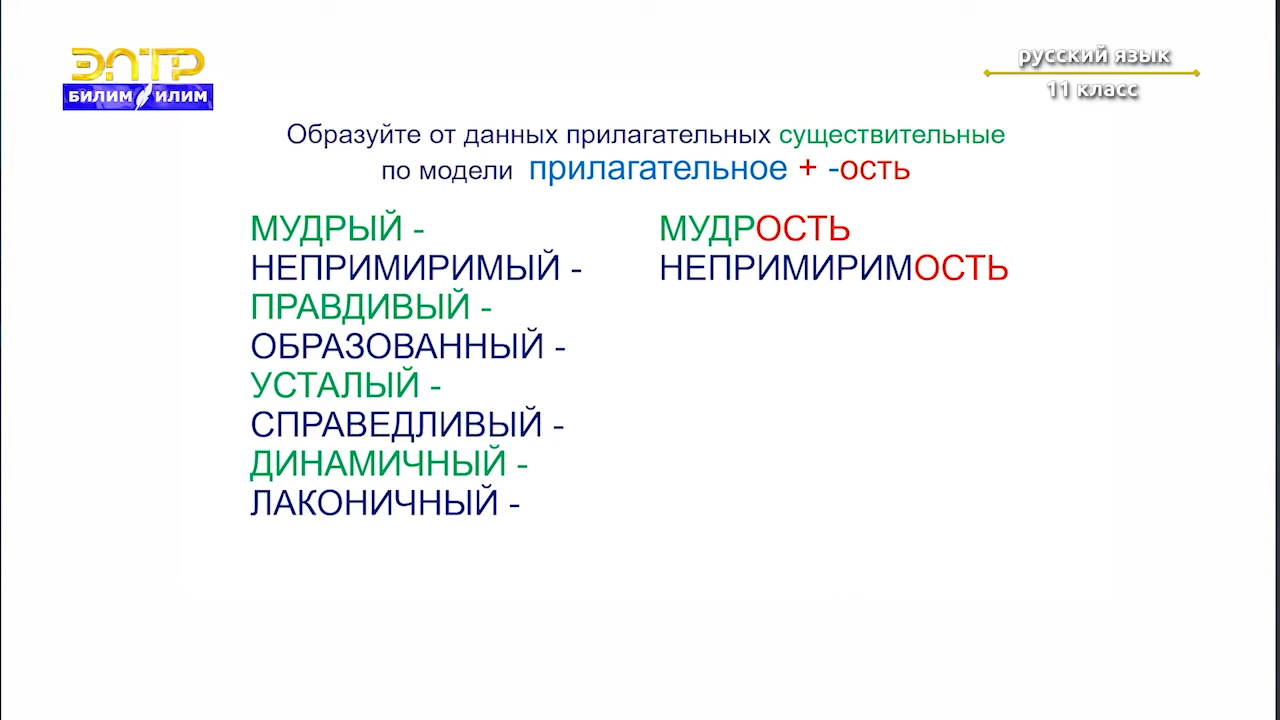 ЭЛТР
БИЛИМ ИЛИМ
русский язык
11 класс
Образуйте от данных прилагательных существительные
по модели прилагательное + -ость
МУДРЫЙ - МУДРОСТЬ
НЕПРИМИРИМЫЙ - НЕПРИМИРИМОСТЬ
ПРАВДИВЫЙ -
ОБРАЗОВАННЫЙ -
УСТАЛЫЙ -
СПРАВЕДЛИВЫЙ -
ДИНАМИЧНЫЙ -
ЛАКОНИЧНЫЙ -